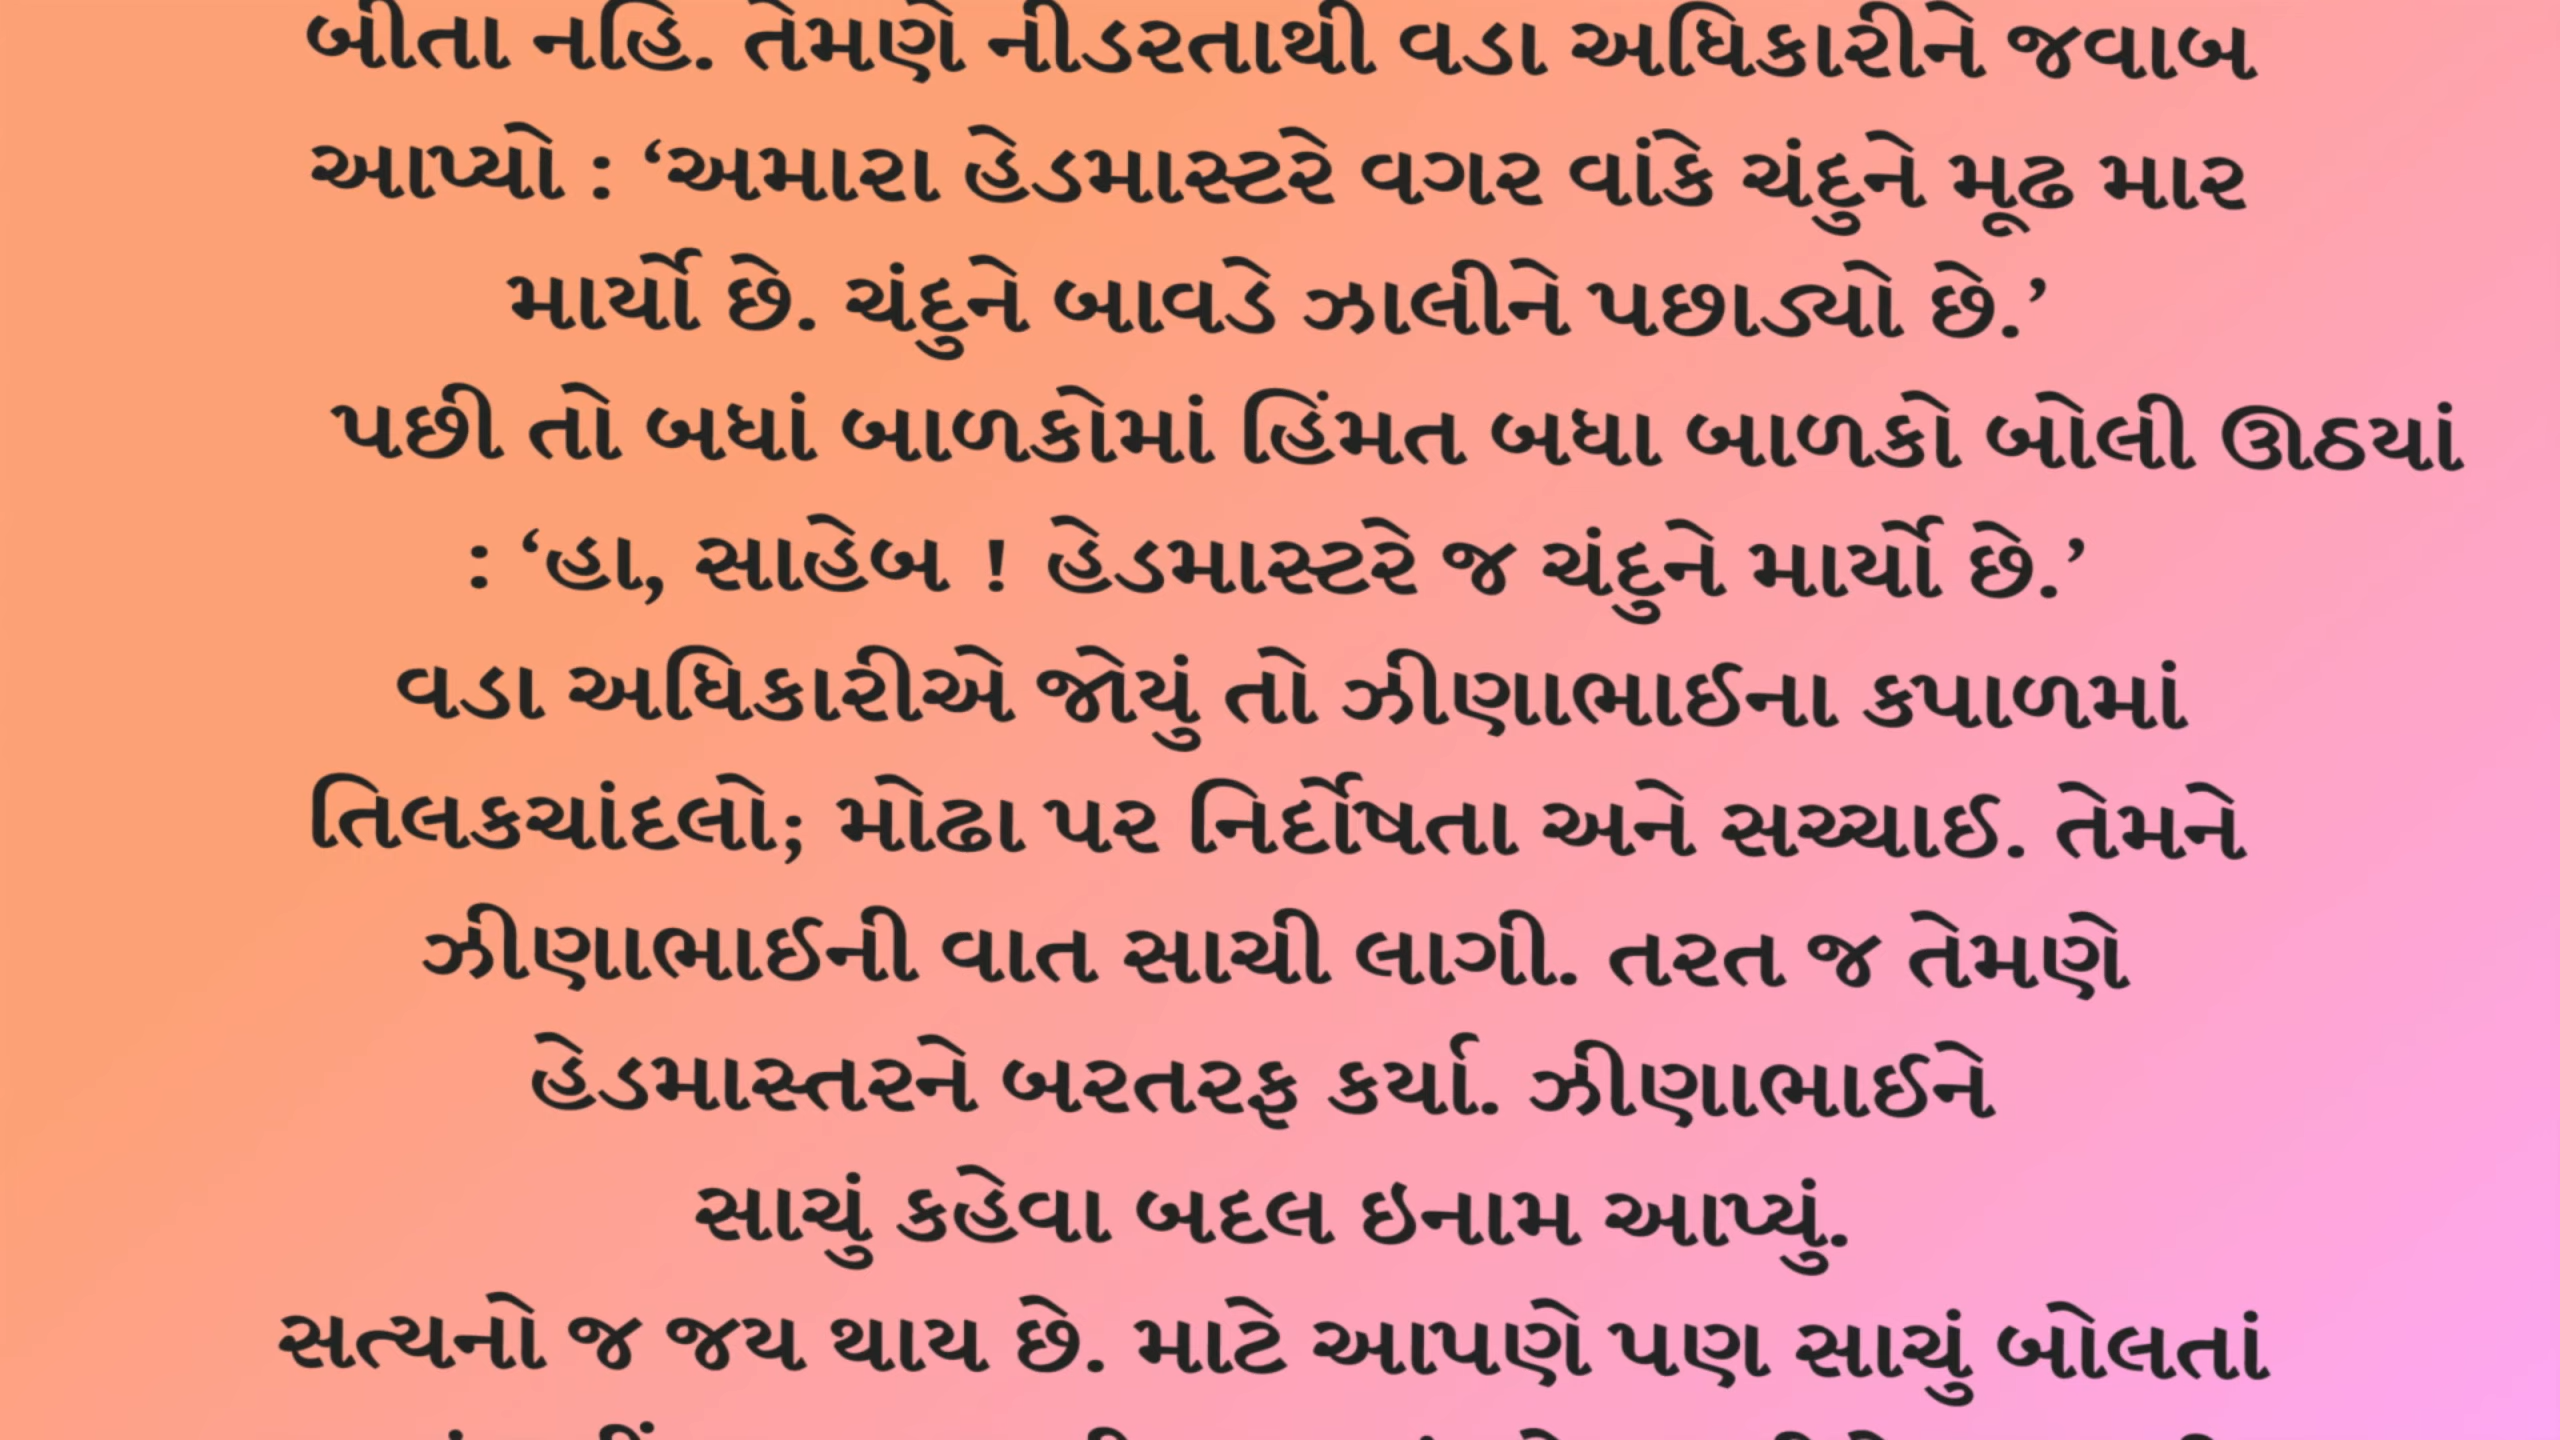 બીતા નહિ. તેમણે નીડરતાથી વડા અધિકારીને જવાબ
આપ્યો : ‘અમારા હેડમાસ્ટરે વગર વાંકે ચંદુને મૂઢ માર
માર્યો છે. ચંદુને બાવડે ઝાલીને પછાડ્યો છે.’
પછી તો બધાં બાળકોમાં હિંમત બધા બાળકો બોલી ઊઠયાં
: ‘હા, સાહેબ ! હેડમાસ્ટરે જ ચંદુને માર્યો છે.’
વડા અધિકારીએ જોયું તો ઝીણાભાઈના કપાળમાં
તિલકચાંદલો; મોઢા પર નિર્દોષતા અને સચ્ચાઈ. તેમને
ઝીણાભાઈની વાત સાચી લાગી. તરત જ તેમણે
હેડમાસ્તરને બરતરફ કર્યા. ઝીણાભાઈને
સાચું કહેવા બદલ ઇનામ આપ્યું.
સત્યનો જ જય થાય છે. માટે આપણે પણ સાચું બોલતાં